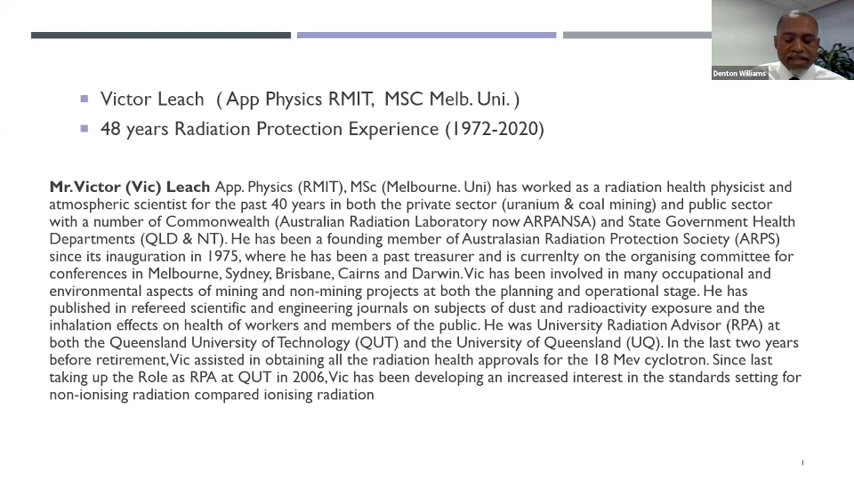 Denton Williams
Victor Leach ( App Physics RMIT, MSC Melb. Uni. )
48 years Radiation Protection Experience (1972-2020)
Mr. Victor (Vic) Leach App. Physics (RMIT), MSc (Melbourne. Uni) has worked as a radiation health physicist and
atmospheric scientist for the past 40 years in both the private sector (uranium & coal mining) and public sector
with a number of Commonwealth (Australian Radiation Laboratory now ARPANSA) and State Government Health
Departments (QLD & NT). He has been a founding member of Australasian Radiation Protection Society (ARPS)
since its inauguration in 1975, where he has been a past treasurer and is currenlty on the organising committee for
conferences in Melbourne, Sydney, Brisbane, Cairns and Darwin. Vic has been involved in many occupational and
environmental aspects of mining and non-mining projects at both the planning and operational stage. He has
published in refereed scientific and engineering journals on subjects of dust and radioactivity exposure and the
inhalation effects on health of workers and members of the public. He was University Radiation Advisor (RPA) at
both the Queensland University of Technology (QUT) and the University of Queensland (UQ). In the last two years
before retirement, Vic assisted in obtaining all the radiation health approvals for the 18 Mev cyclotron. Since last
taking up the Role as RPA at QUT in 2006, Vic has been developing an increased interest in the standards setting for
non-ionising radiation compared ionising radiation
1